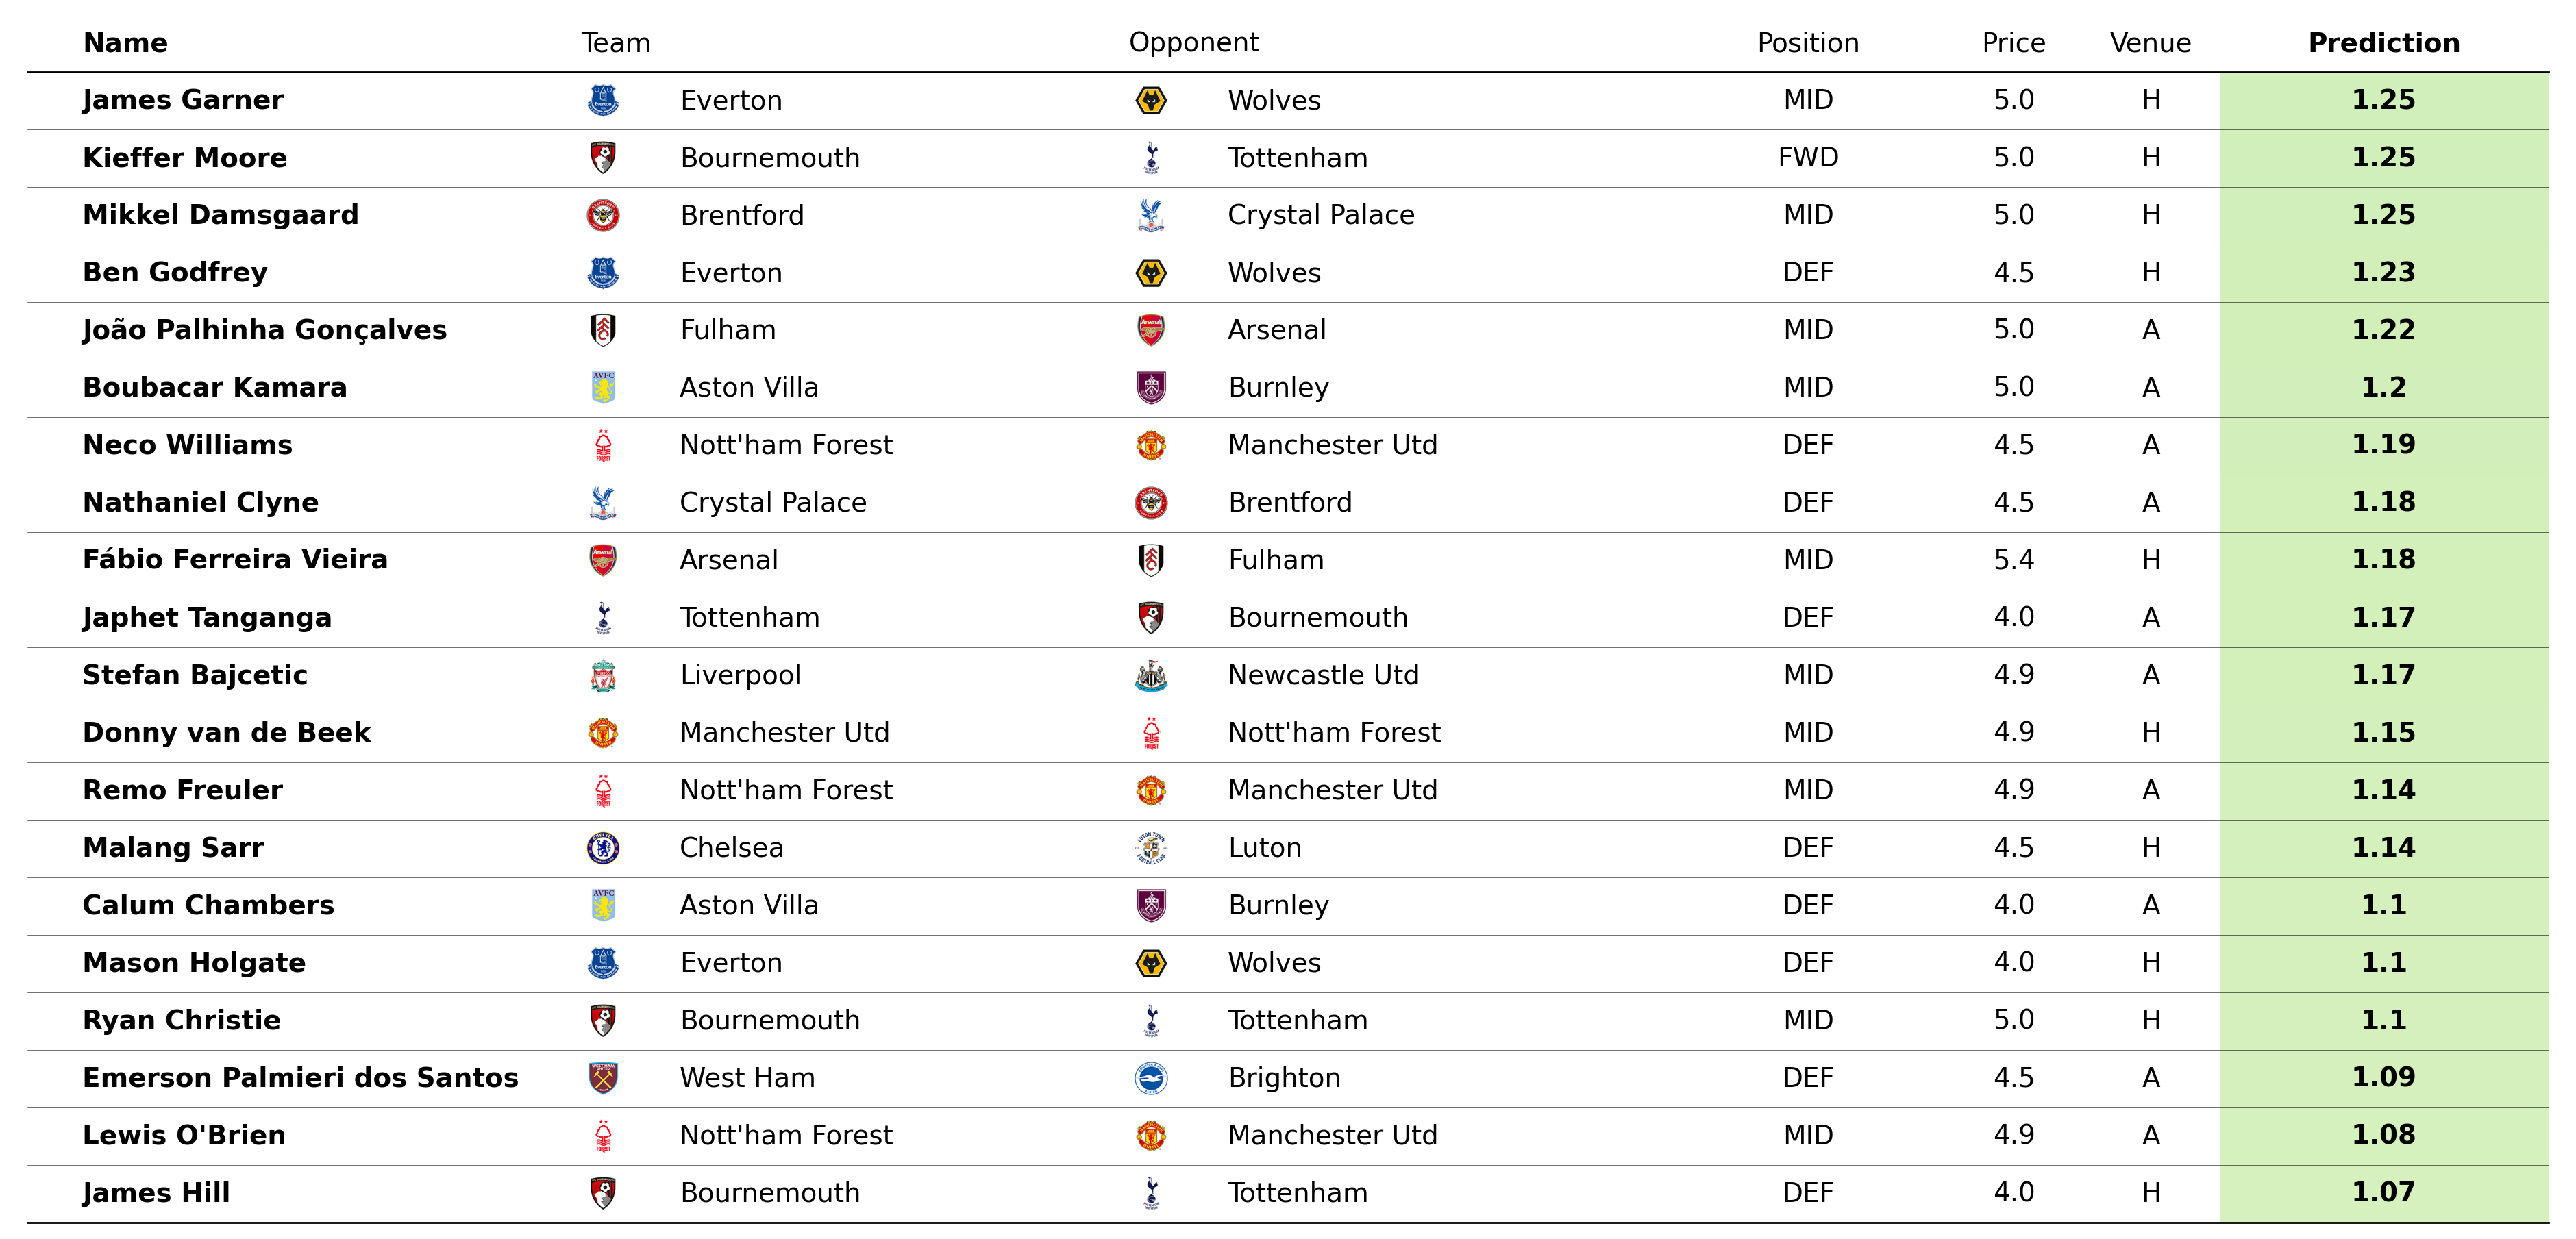 Name Team Opponent Position Price Venue Prediction
James Garner Everton Wolves MID 5.0 H 1.25
Kieffer Moore Bournemouth Tottenham FWD 5.0 H 1.25
Mikkel Damsgaard Brentford Crystal Palace MID 5.0 H 1.25
Ben Godfrey Everton Wolves DEF 4.5 H 1.23
João Palhinha Gonçalves Fulham Arsenal MID 5.0 A 1.22
Boubacar Kamara Aston Villa Burnley MID 5.0 A 1.2
Neco Williams Nott'ham Forest Manchester Utd DEF 4.5 A 1.19
Nathaniel Clyne Crystal Palace Brentford DEF 4.5 A 1.18
Fábio Ferreira Vieira Arsenal Fulham MID 5.4 H 1.18
Japhet Tanganga Tottenham Bournemouth DEF 4.0 A 1.17
Stefan Bajcetic Liverpool Newcastle Utd MID 4.9 A 1.17
Donny van de Beek Manchester Utd Nott'ham Forest MID 4.9 H 1.15
Remo Freuler Nott'ham Forest Manchester Utd MID 4.9 A 1.14
Malang Sarr Chelsea Luton DEF 4.5 H 1.14
Calum Chambers Aston Villa Burnley DEF 4.0 A 1.1
Mason Holgate Everton Wolves DEF 4.0 H 1.1
Ryan Christie Bournemouth Tottenham MID 5.0 H 1.1
Emerson Palmieri dos Santos West Ham Brighton DEF 4.5 A 1.09
Lewis O'Brien Nott'ham Forest Manchester Utd MID 4.9 A 1.08
James Hill Bournemouth Tottenham DEF 4.0 H 1.07